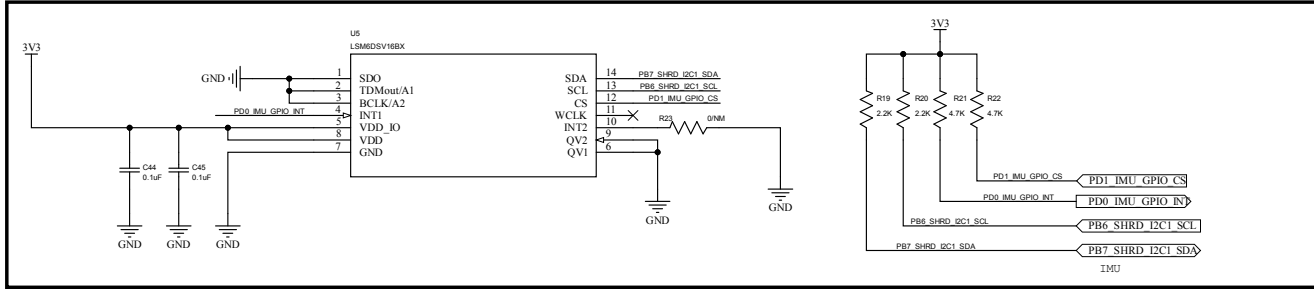 3V3
GND
U5
LSM6DSV16BX
1 SDO
2 TDMout/A1
3 BCLK/A2
PD0_IMU_GPIO_INT 4 INT1
5 VDD_IO
8 VDD
7 GND
SDA 14 PB7_SHRD_I2C1_SDA
SCL 13 PB6_SHRD_I2C1_SCL
CS 12 PD1_IMU_GPIO_CS
WCLK 11
INT2 10 R23 0/NM
QV2 9
QV1 6
C44
0.1uF
C45
0.1uF
GND
GND
GND
GND
GND
3V3
R19
2.2K
R20
2.2K
R21
4.7K
R22
4.7K
PD1_IMU_GPIO_CS PD1_IMU_GPIO_CS
PD0_IMU_GPIO_INT PD0_IMU_GPIO_INT
PB6_SHRD_I2C1_SCL PB6_SHRD_I2C1_SCL
PB7_SHRD_I2C1_SDA PB7_SHRD_I2C1_SDA
IMU